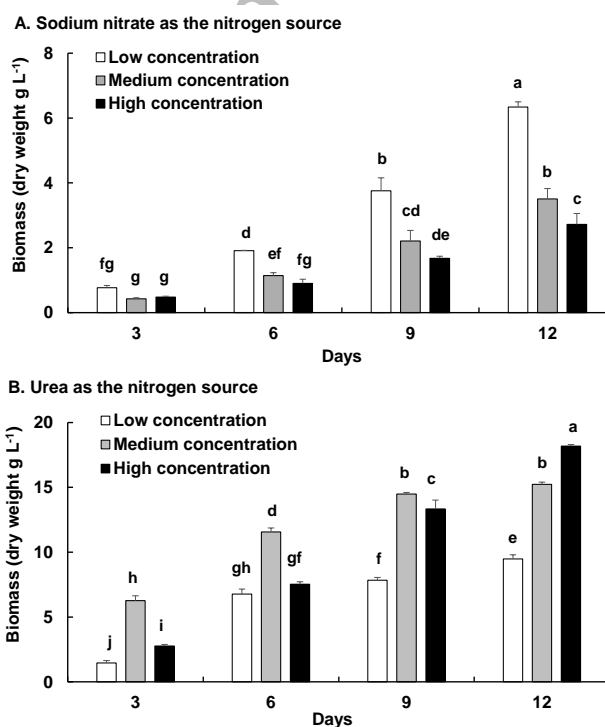 A. Sodium nitrate as the nitrogen source
8
6
4
2
0
Biomass (dry weight g L-1)
Low concentration
Medium concentration
High concentration
fg g g
d ef fg
b cd de
a b c
3 6 9 12
Days
B. Urea as the nitrogen source
20
15
10
5
0
Biomass (dry weight g L-1)
Low concentration
Medium concentration
High concentration
j h i
gh d gf
f b c
e b a
3 6 9 12
Days